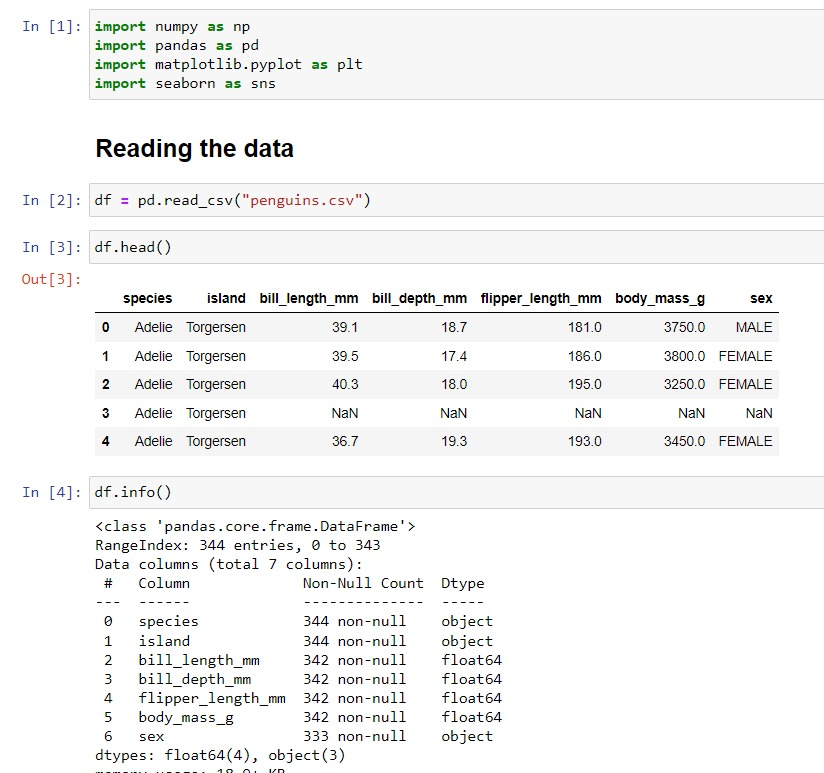 In [1]: import numpy as np
import pandas as pd
import matplotlib.pyplot as plt
import seaborn as sns
Reading the data
In [2]: df = pd.read_csv("penguins.csv")
In [3]: df.head()
Out[3]:
species island bill_length_mm bill_depth_mm flipper_length_mm body_mass_g sex
0 Adelie Torgersen 39.1 18.7 181.0 3750.0 MALE
1 Adelie Torgersen 39.5 17.4 186.0 3800.0 FEMALE
2 Adelie Torgersen 40.3 18.0 195.0 3250.0 FEMALE
3 Adelie Torgersen NaN NaN NaN NaN NaN
4 Adelie Torgersen 36.7 19.3 193.0 3450.0 FEMALE
In [4]: df.info()
<class 'pandas.core.frame.DataFrame'>
RangeIndex: 344 entries, 0 to 343
Data columns (total 7 columns):
# Column Non-Null Count Dtype
--- ------ -------------- -----
0 species 344 non-null object
1 island 344 non-null object
2 bill_length_mm 342 non-null float64
3 bill_depth_mm 342 non-null float64
4 flipper_length_mm 342 non-null float64
5 body_mass_g 342 non-null float64
6 sex 333 non-null object
dtypes: float64(4), object(3)